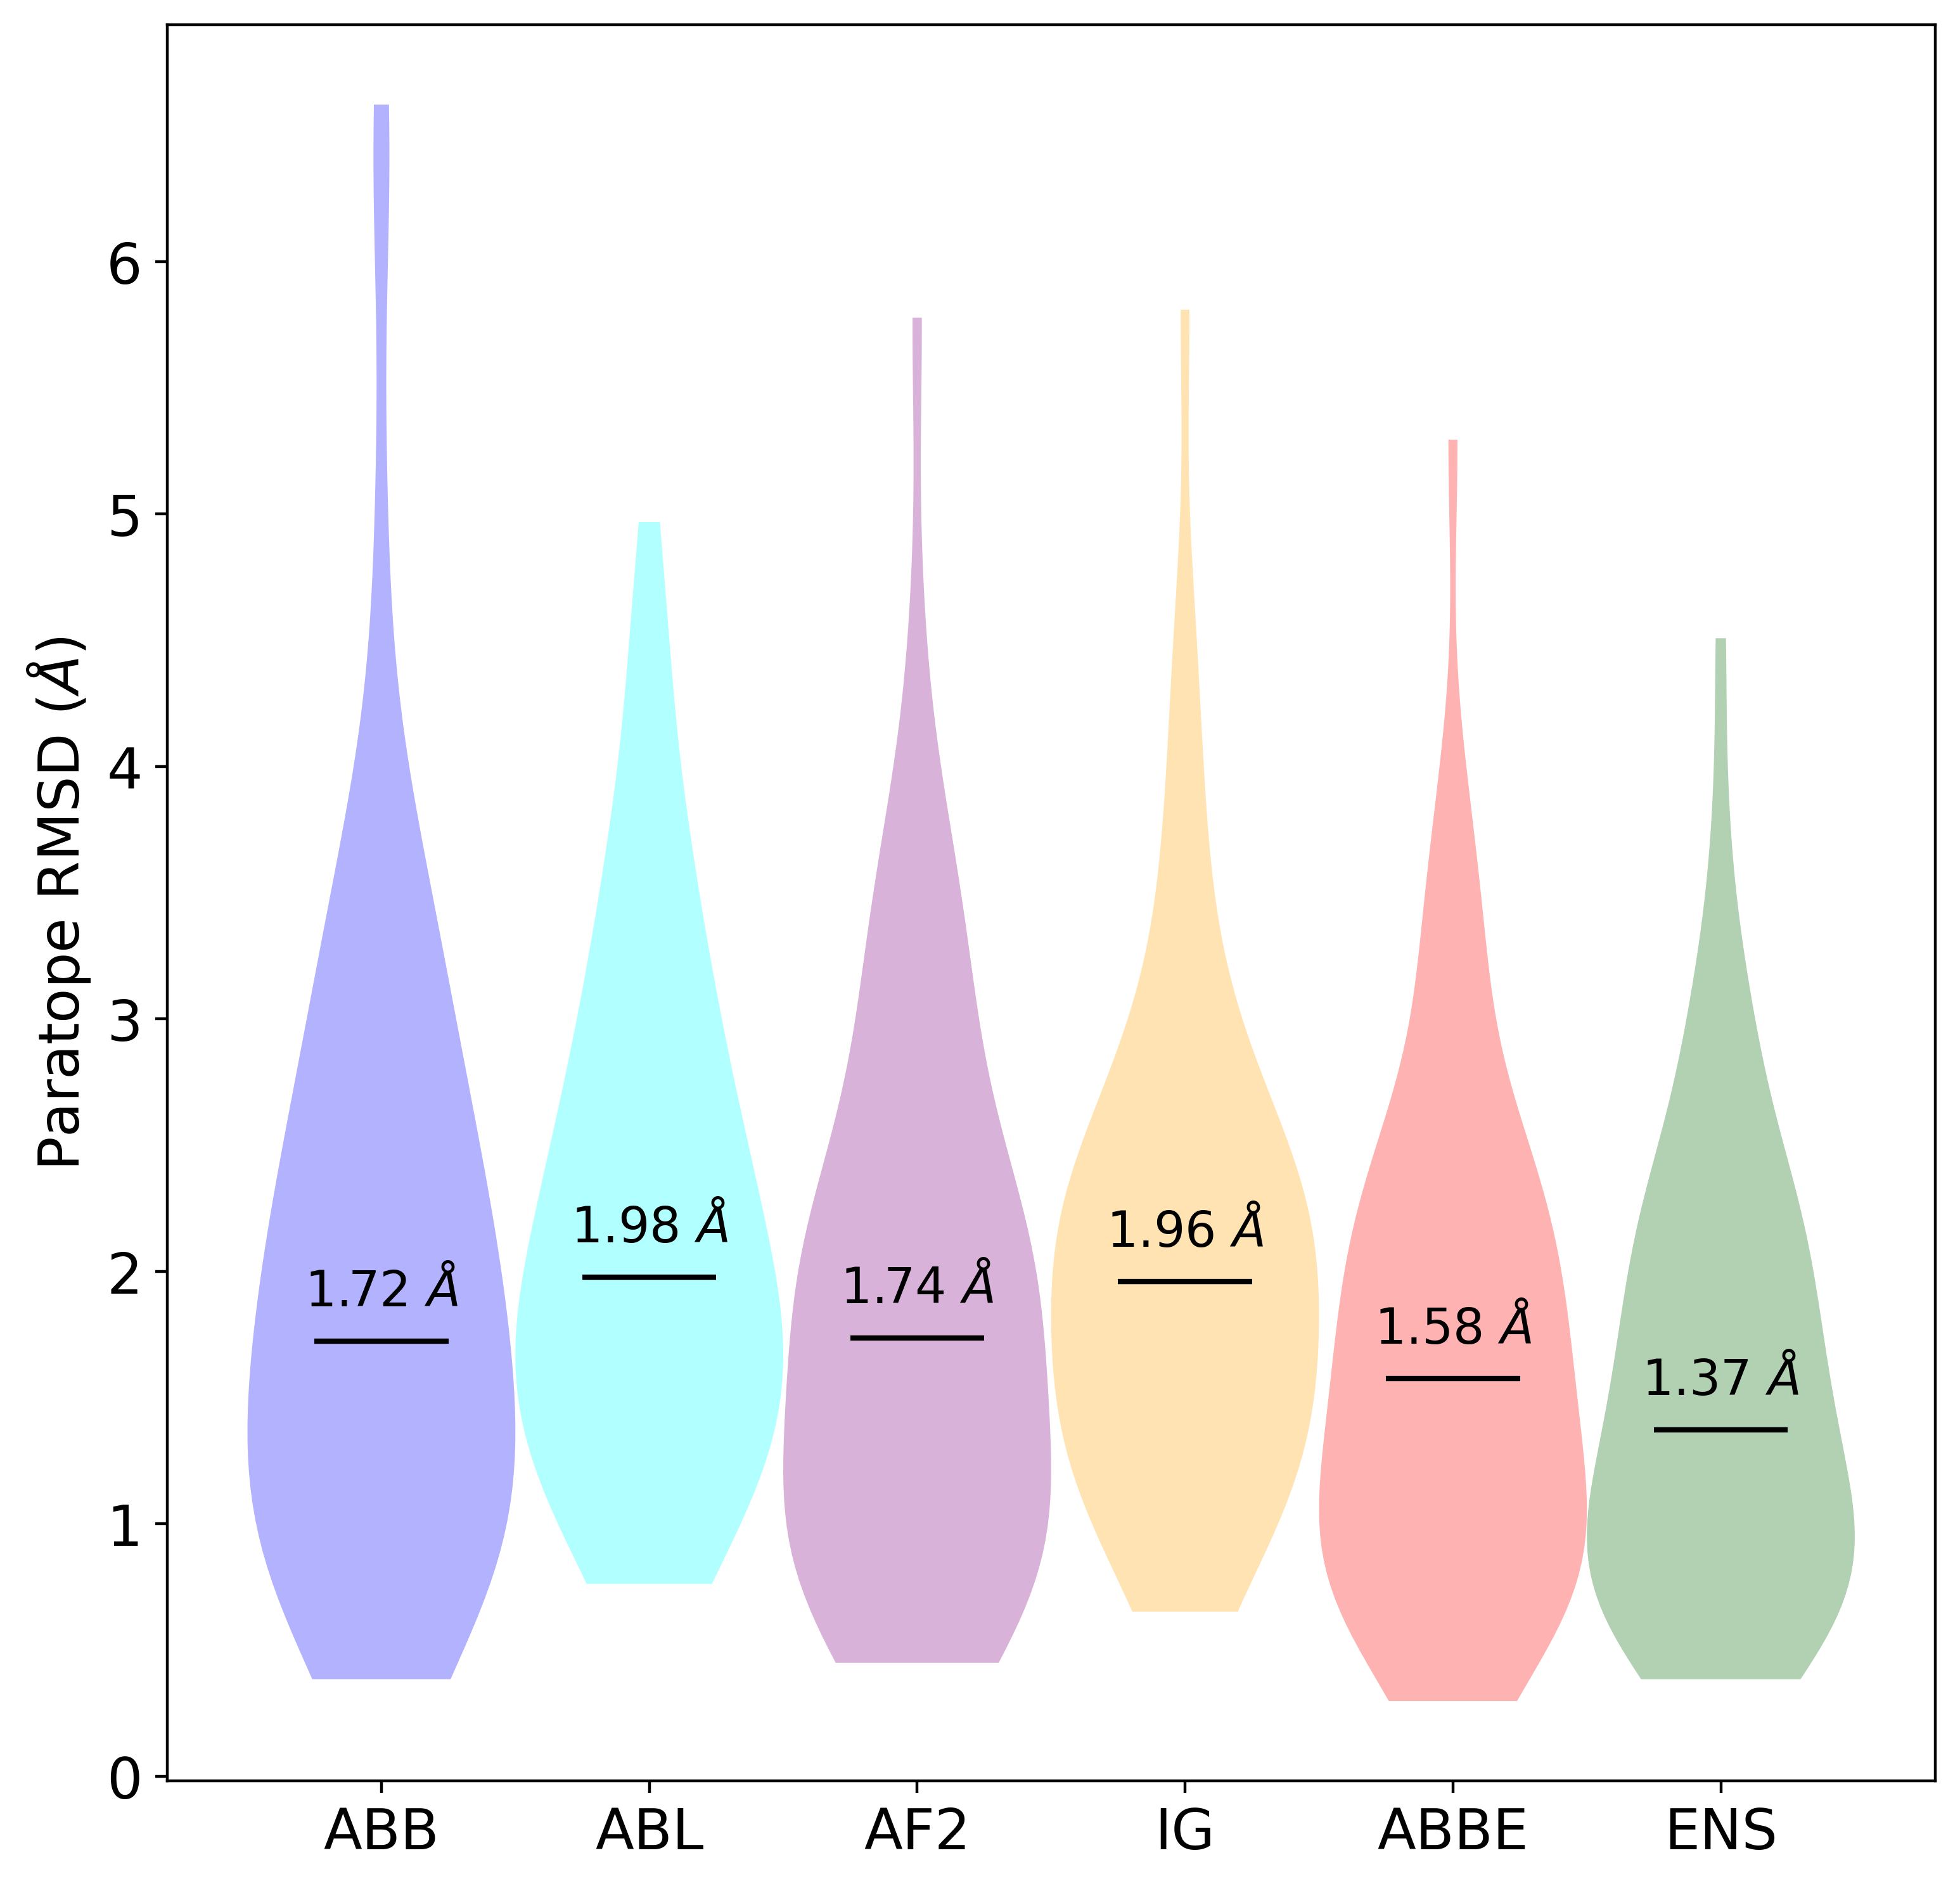 Paratope RMSD (Å)
6
5
4
3
2
1
0
1.72 Å
1.98 Å
1.74 Å
1.96 Å
1.58 Å
1.37 Å
ABB
ABL
AF2
IG
ABBE
ENS